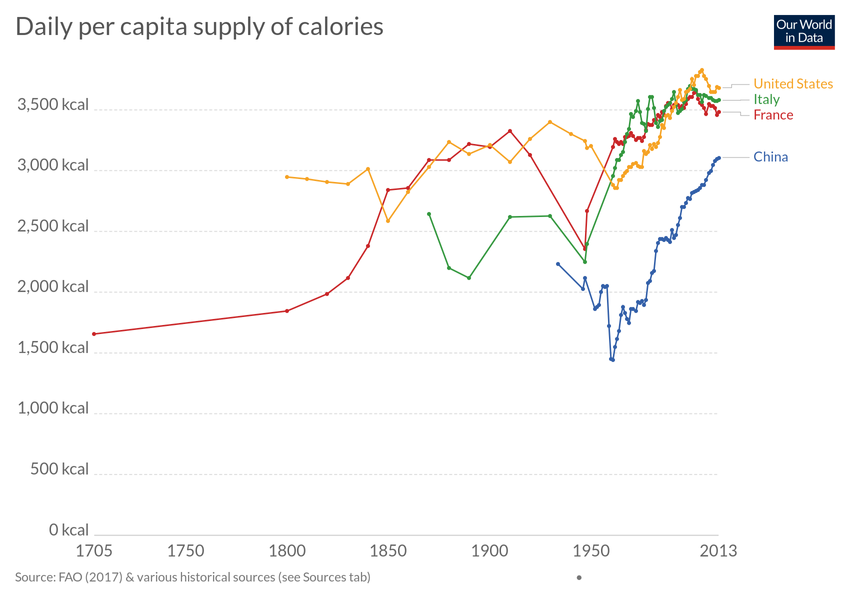 Daily per capita supply of calories
Our World
in Data
3,500 kcal
3,000 kcal
2,500 kcal
2,000 kcal
1,500 kcal
1,000 kcal
500 kcal
0 kcal
United States
Italy
France
China
1705 1750 1800 1850 1900 1950 2013
Source: FAO (2017) & various historical sources (see Sources tab)